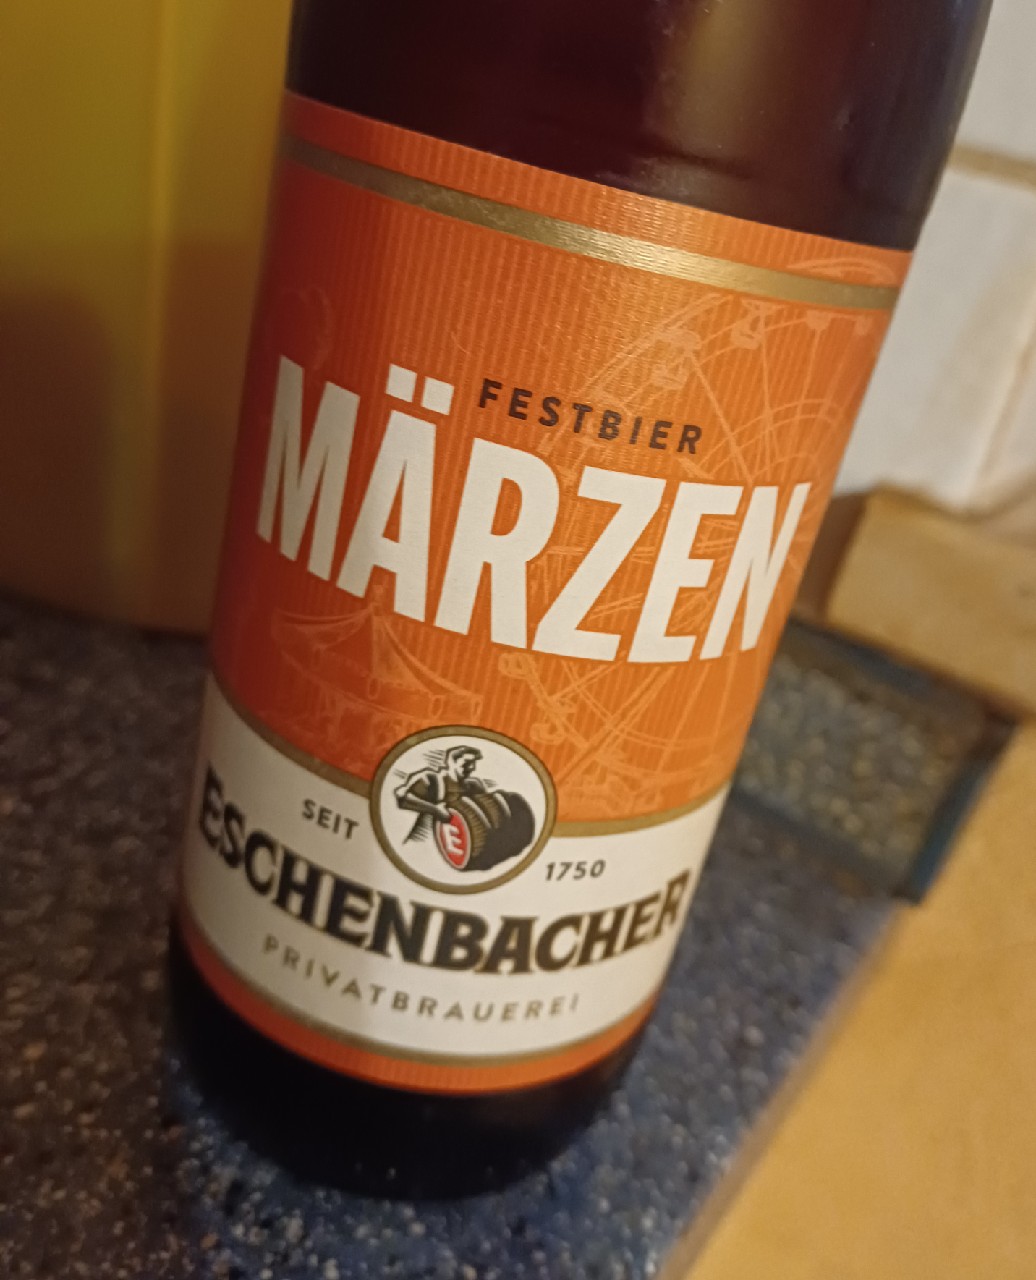 FESTBIER
MÄRZEN
SEIT 1750
E
ESCHENBACHER
PRIVATBRAUEREI